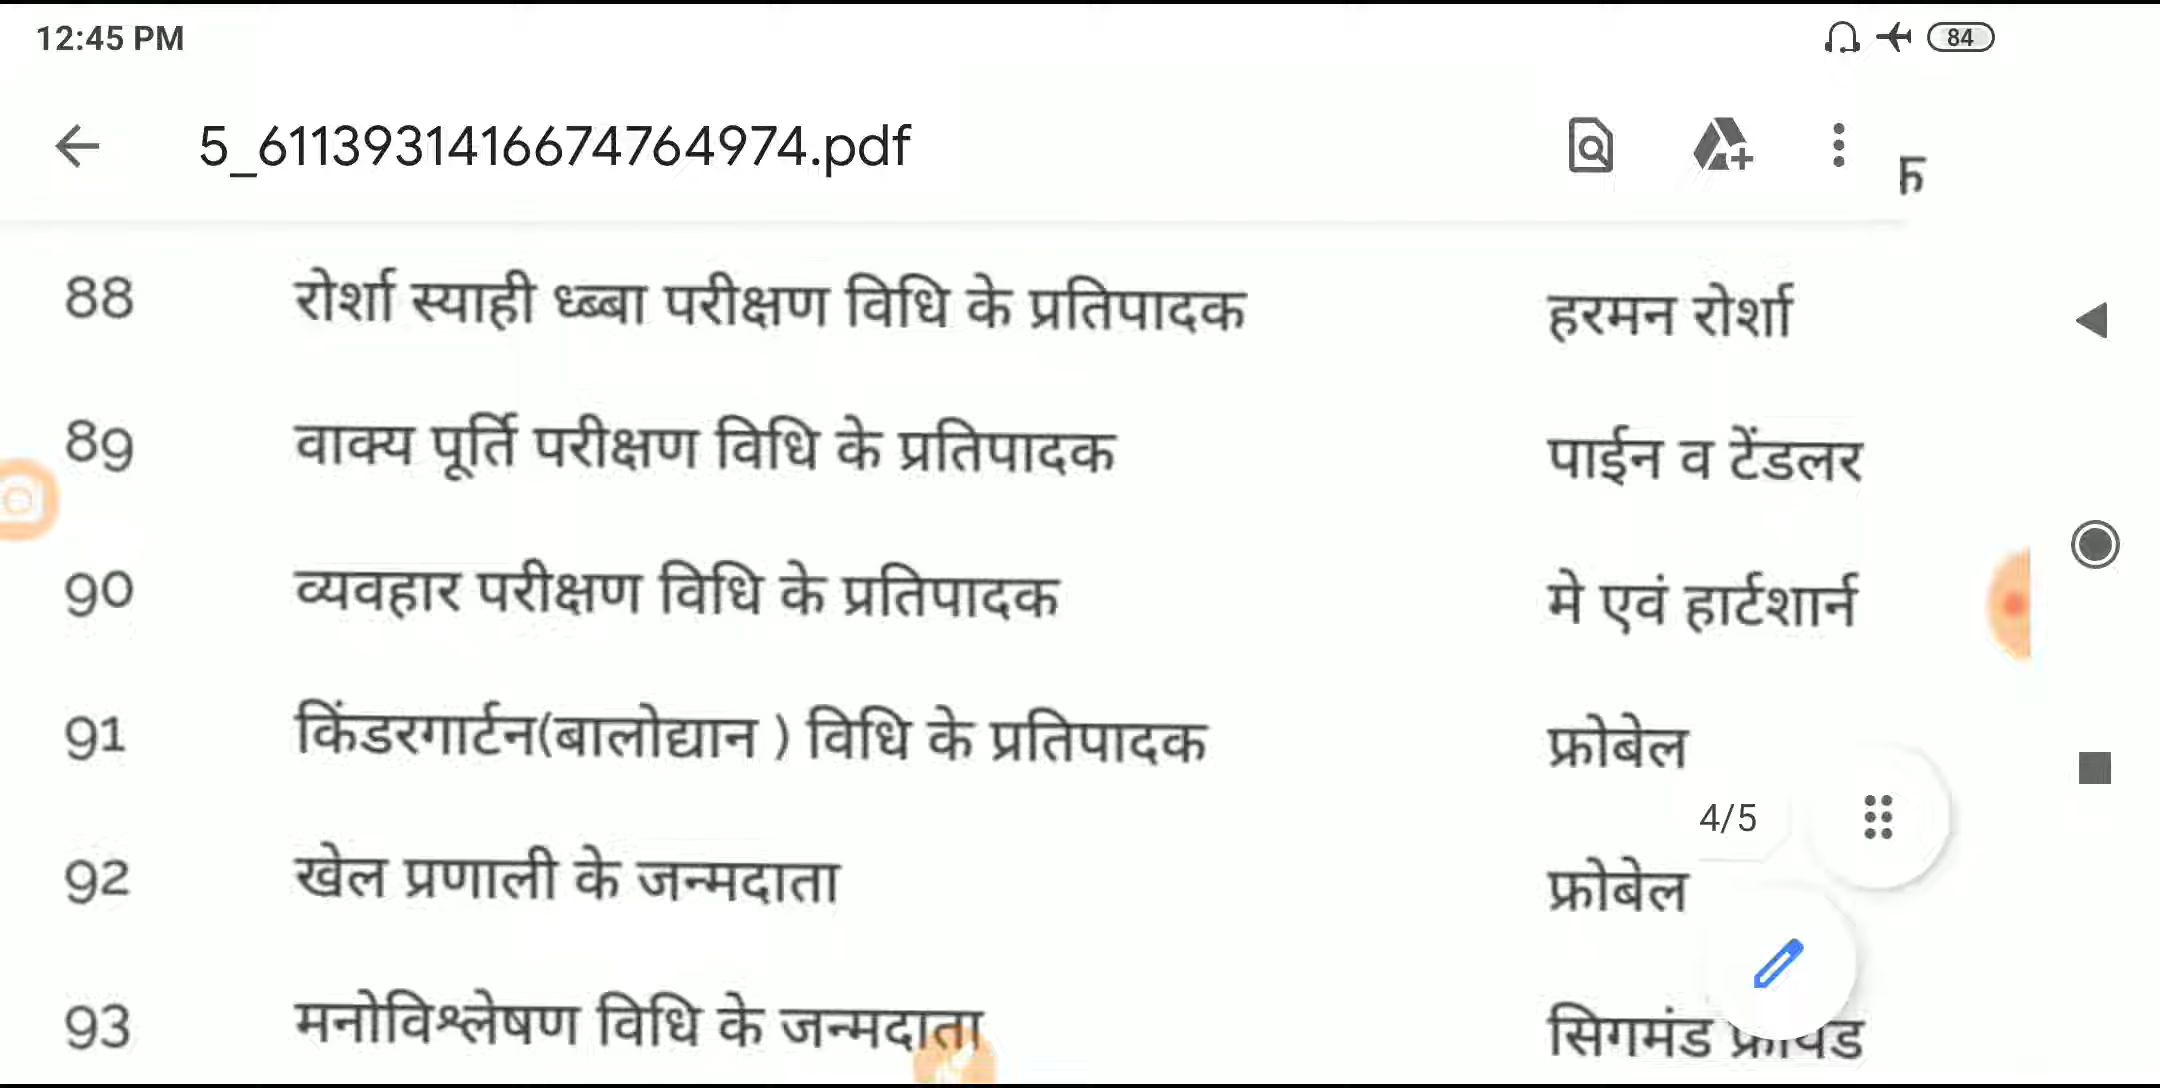 12:45 PM
84
5_6113931416674764974.pdf
88 रोर्शा स्याही ध्ब्बा परीक्षण विधि के प्रतिपादक हरमन रोर्शा
89 वाक्य पूर्ति परीक्षण विधि के प्रतिपादक पाईन व टेंडलर
90 व्यवहार परीक्षण विधि के प्रतिपादक मे एवं हार्टशार्न
91 किंडरगार्टन(बालोद्यान ) विधि के प्रतिपादक फ्रोबेल
4/5
92 खेल प्रणाली के जन्मदाता फ्रोबेल
93 मनोविश्लेषण विधि के जन्मदाता सिगमंड फ्रायड